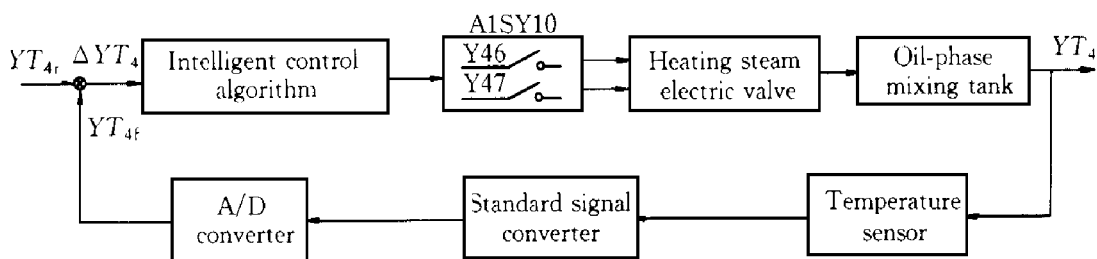 A1SY10
YT4r
ΔYT4
Intelligent control
algorithm
Y46
Y47
Heating steam
electric valve
Oil-phase
mixing tank
YT4
YT4f
A/D
converter
Standard signal
converter
Temperature
sensor